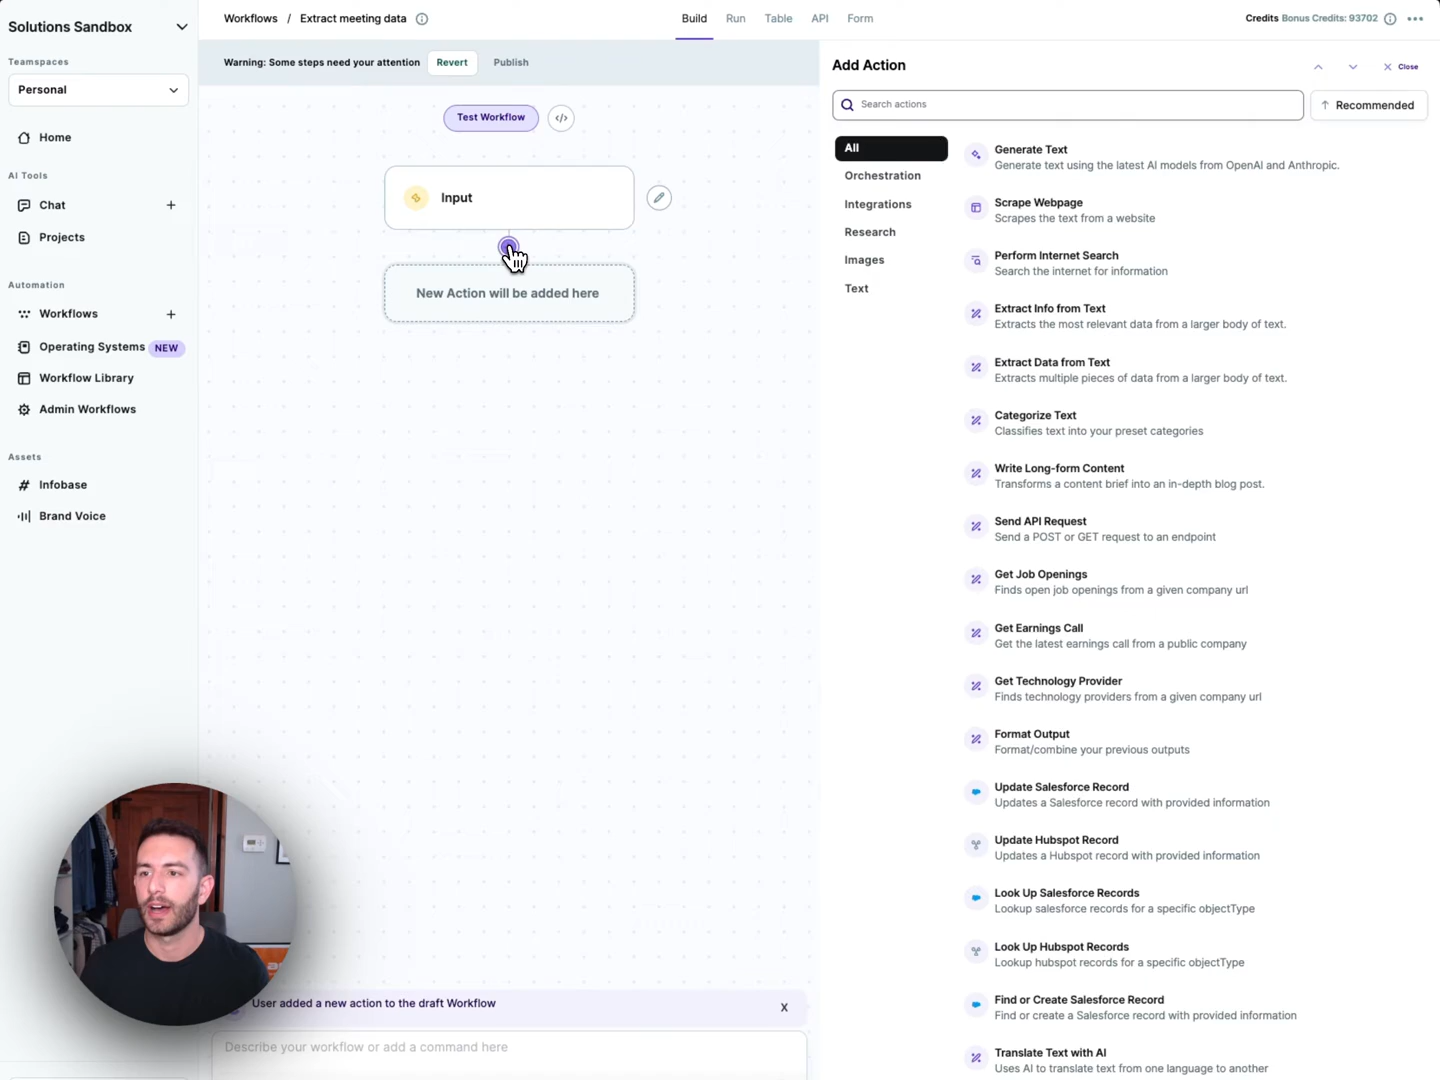 Solutions Sandbox
Teamspaces
Personal
Home
AI Tools
Chat
Projects
Automation
Workflows
Operating Systems NEW
Workflow Library
Admin Workflows
Assets
Infobase
Brand Voice
Workflows / Extract meeting data
Build Run Table API Form
Credits Bonus Credits: 93702
Warning: Some steps need your attention Revert Publish
Test Workflow </>
Input
New Action will be added here
User added a new action to the draft Workflow X
Describe your workflow or add a command here
Add Action
Close
Search actions
Recommended
All
Orchestration
Integrations
Research
Images
Text
Generate Text
Generate text using the latest AI models from OpenAI and Anthropic.
Scrape Webpage
Scrapes the text from a website
Perform Internet Search
Search the internet for information
Extract Info from Text
Extracts the most relevant data from a larger body of text.
Extract Data from Text
Extracts multiple pieces of data from a larger body of text.
Categorize Text
Classifies text into your preset categories
Write Long-form Content
Transforms a content brief into an in-depth blog post.
Send API Request
Send a POST or GET request to an endpoint
Get Job Openings
Finds open job openings from a given company url
Get Earnings Call
Get the latest earnings call from a public company
Get Technology Provider
Finds technology providers from a given company url
Format Output
Format/combine your previous outputs
Update Salesforce Record
Updates a Salesforce record with provided information
Update Hubspot Record
Updates a Hubspot record with provided information
Look Up Salesforce Records
Lookup salesforce records for a specific objectType
Look Up Hubspot Records
Lookup hubspot records for a specific objectType
Find or Create Salesforce Record
Find or create a Salesforce record with provided information
Translate Text with AI
Uses AI to translate text from one language to another